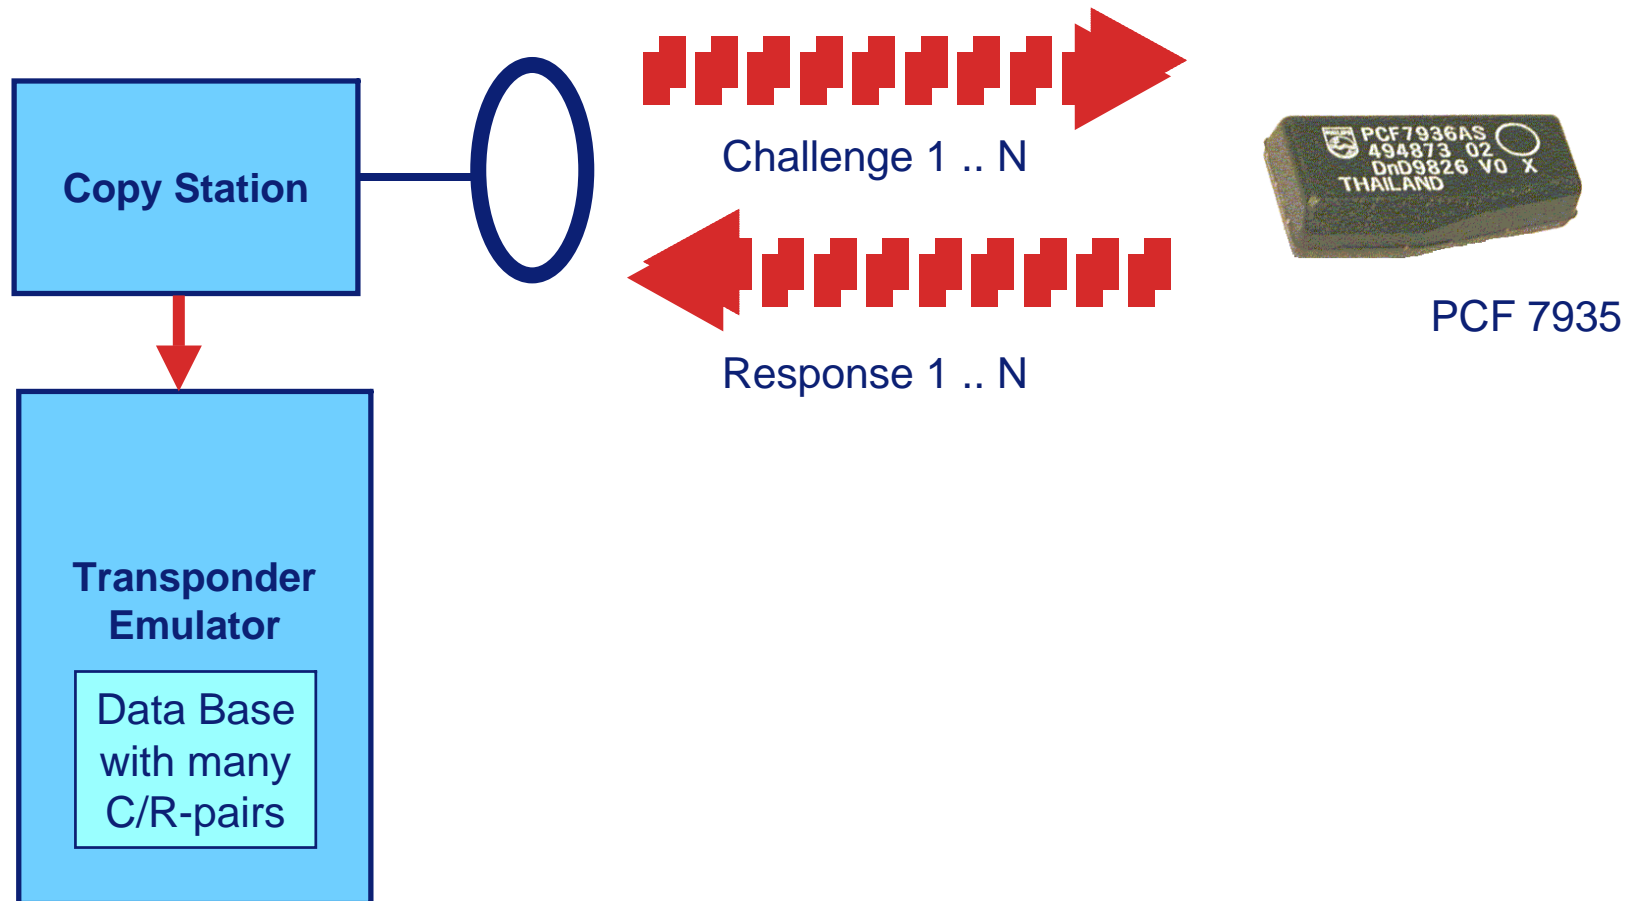 Copy Station
Challenge 1 .. N
PCF7936AS
494873 02
DnD9826 V0 X
THAILAND
PCF 7935
Response 1 .. N
Transponder
Emulator
Data Base
with many
C/R-pairs